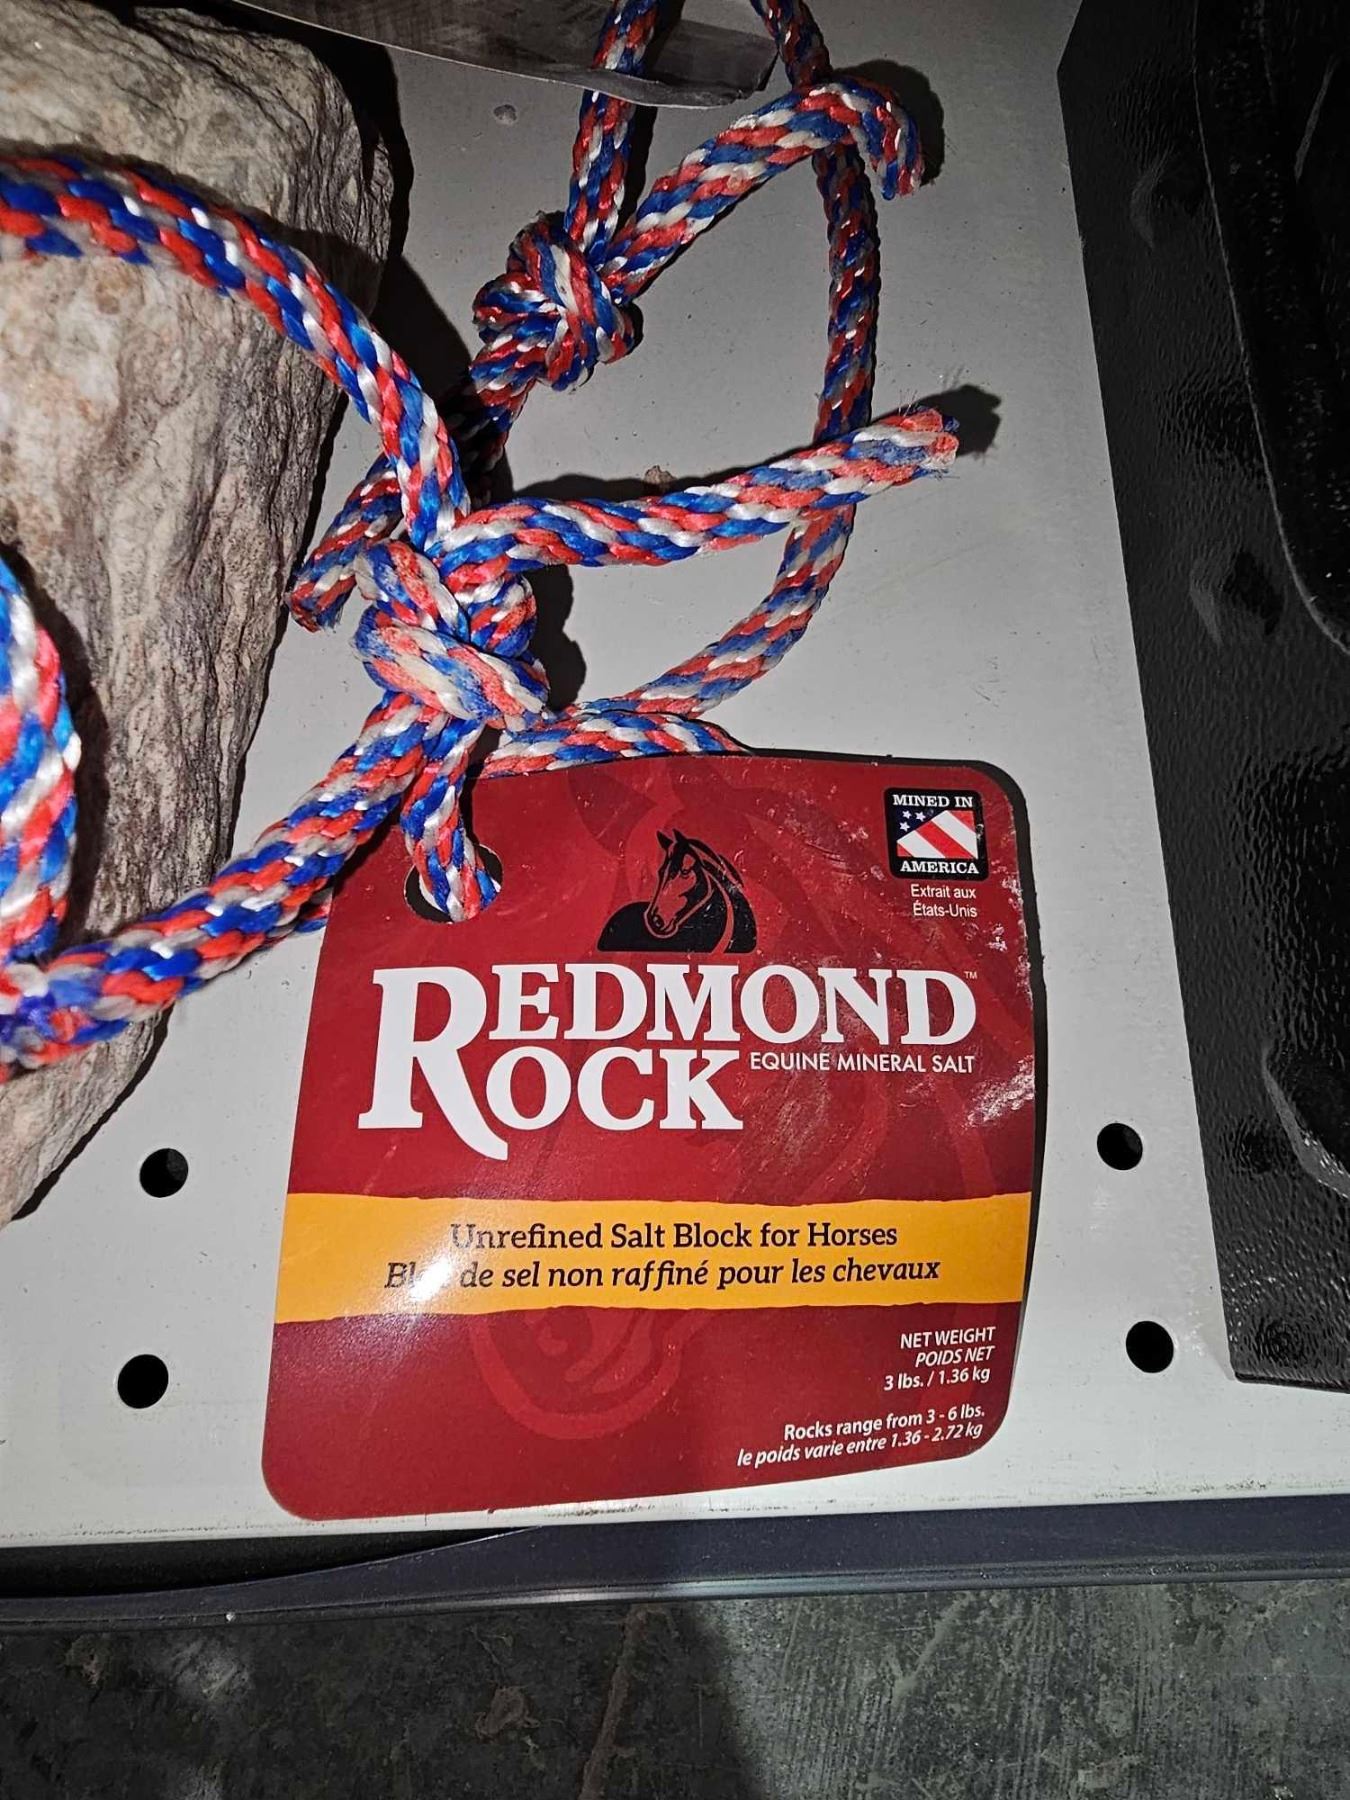 MINED IN
AMERICA
Extrait aux
États-Unis
REDMOND™
ROCK
EQUINE MINERAL SALT
Unrefined Salt Block for Horses
de sel non raffiné pour les chevaux
NET WEIGHT
POIDS NET
3 lbs. / 1.36 kg
Rocks range from 3 - 6 lbs.
le poids varie entre 1.36 - 2.72 kg